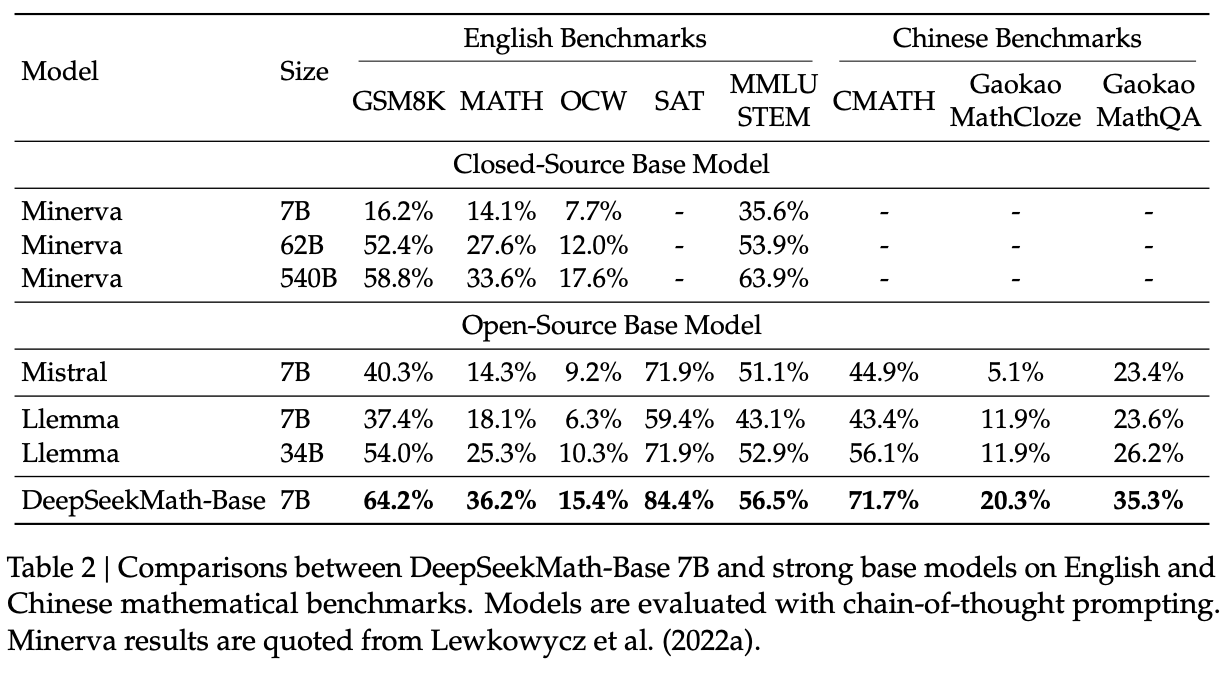 English Benchmarks Chinese Benchmarks
Model Size
GSM8K MATH OCW SAT MMLU STEM CMATH Gaokao MathCloze Gaokao MathQA
Closed-Source Base Model
Minerva 7B 16.2% 14.1% 7.7% - 35.6% - - -
Minerva 62B 52.4% 27.6% 12.0% - 53.9% - - -
Minerva 540B 58.8% 33.6% 17.6% - 63.9% - - -
Open-Source Base Model
Mistral 7B 40.3% 14.3% 9.2% 71.9% 51.1% 44.9% 5.1% 23.4%
Llemma 7B 37.4% 18.1% 6.3% 59.4% 43.1% 43.4% 11.9% 23.6%
Llemma 34B 54.0% 25.3% 10.3% 71.9% 52.9% 56.1% 11.9% 26.2%
DeepSeekMath-Base 7B 64.2% 36.2% 15.4% 84.4% 56.5% 71.7% 20.3% 35.3%
Table 2 | Comparisons between DeepSeekMath-Base 7B and strong base models on English and
Chinese mathematical benchmarks. Models are evaluated with chain-of-thought prompting.
Minerva results are quoted from Lewkowycz et al. (2022a).